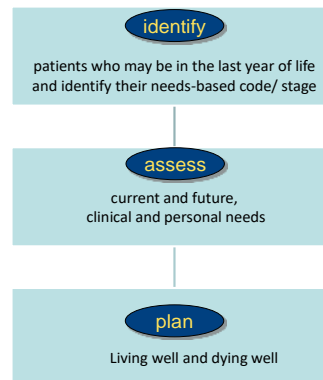 identify
patients who may be in the last year of life
and identify their needs-based code/ stage
assess
current and future,
clinical and personal needs
plan
Living well and dying well